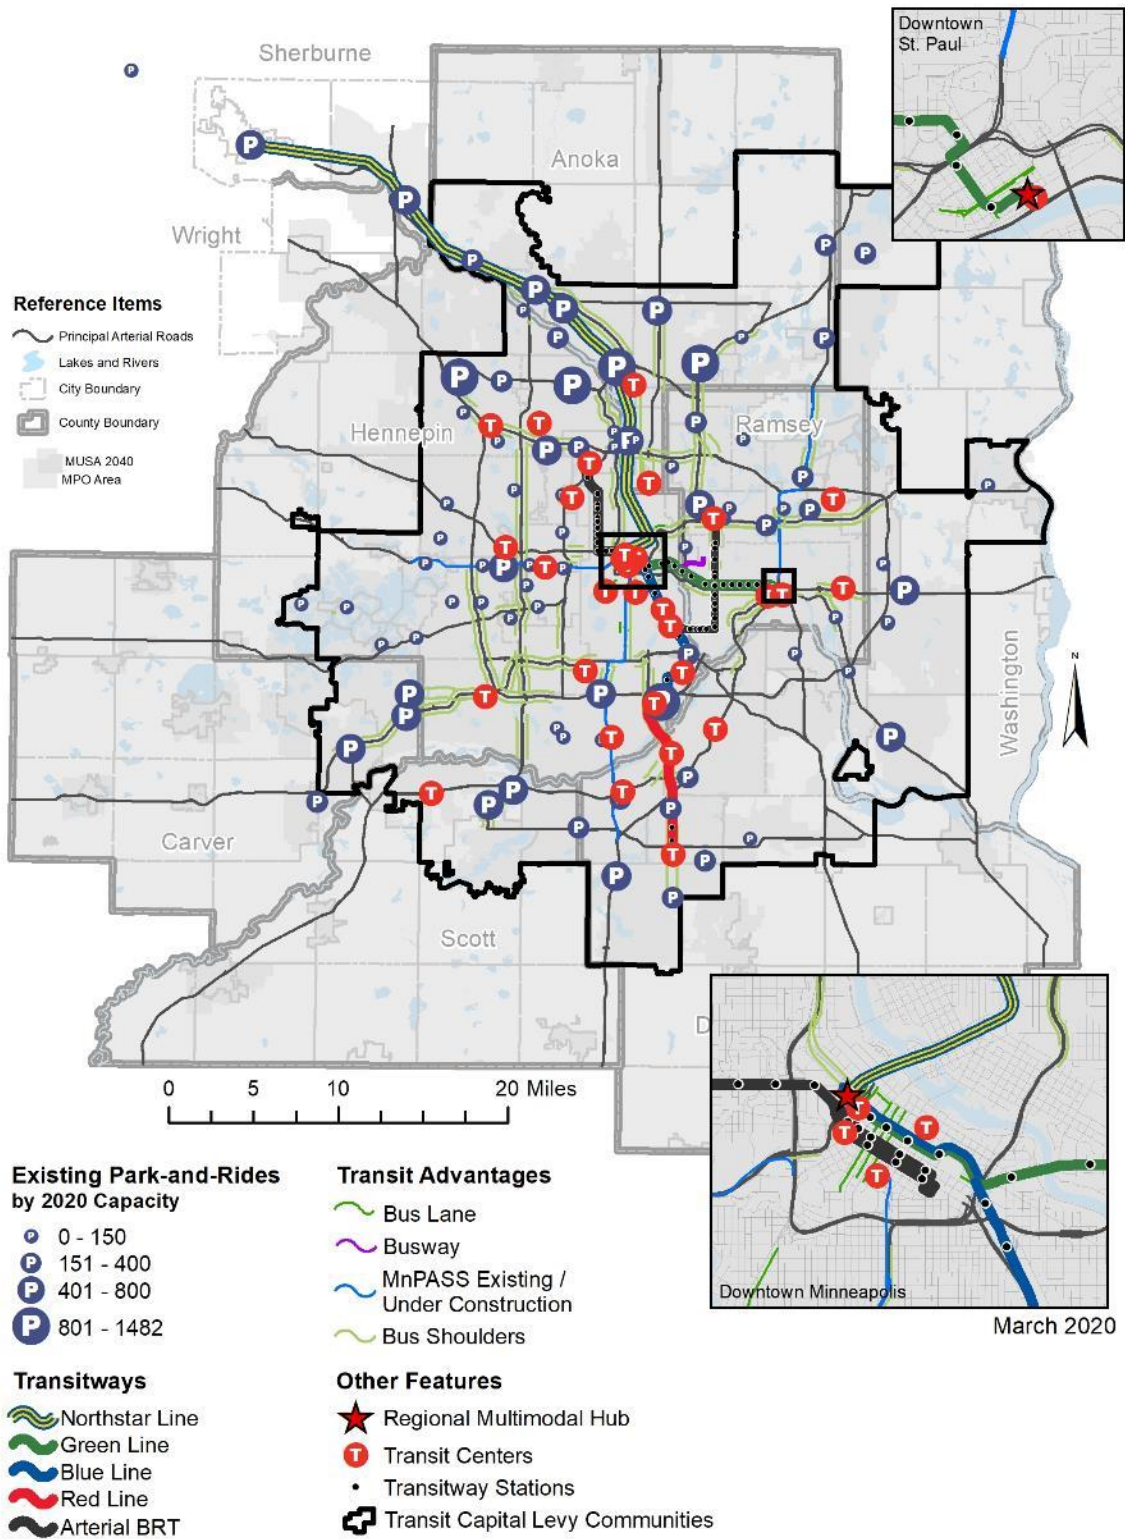 Sherburne
Downtown
St. Paul
Anoka
Wright
Reference Items
Principal Arterial Roads
Lakes and Rivers
City Boundary
County Boundary
MUSA 2040
MPO Area
Hennepin
Ramsey
Washington
N
Carver
Scott
D
0 5 10 20 Miles
Downtown Minneapolis
March 2020
Existing Park-and-Rides
by 2020 Capacity
P 0 - 150
P 151 - 400
P 401 - 800
P 801 - 1482
Transit Advantages
Bus Lane
Busway
MnPASS Existing /
Under Construction
Bus Shoulders
Transitways
Northstar Line
Green Line
Blue Line
Red Line
Arterial BRT
Other Features
Regional Multimodal Hub
T Transit Centers
Transitway Stations
Transit Capital Levy Communities